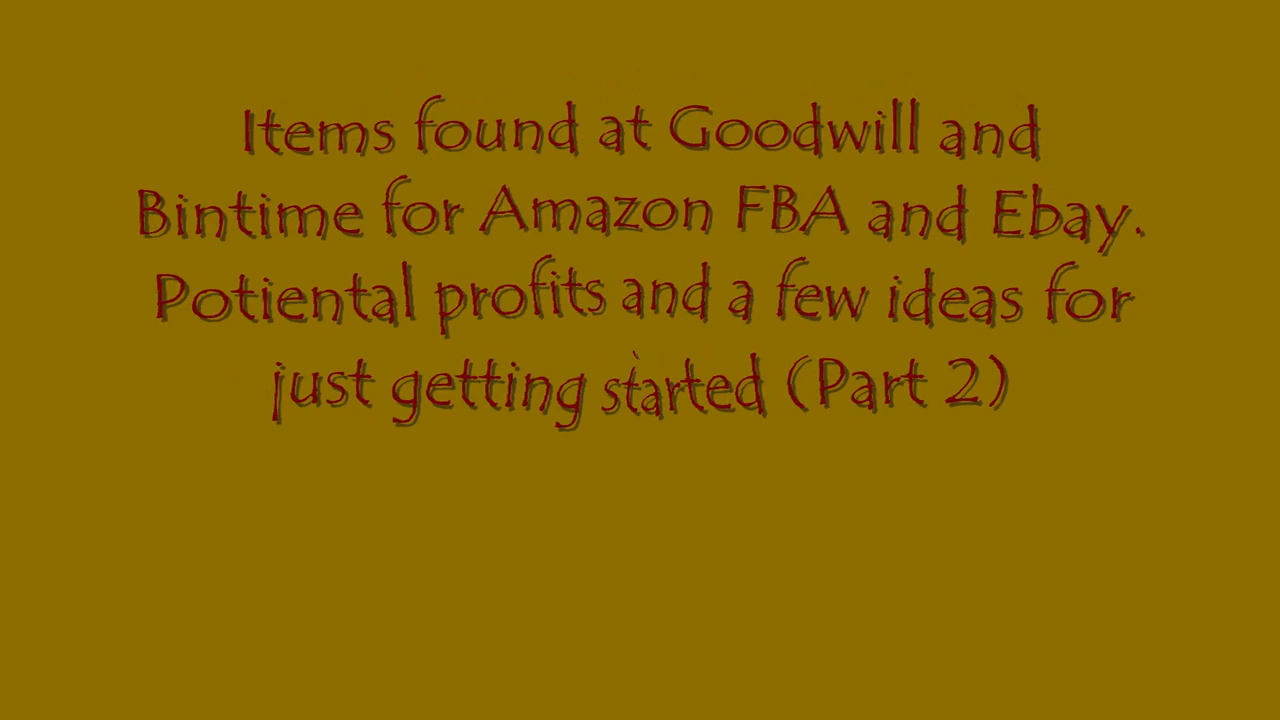 Items found at Goodwill and
Bintime for Amazon FBA and Ebay.
Potiental profits and a few ideas for
just getting started (Part 2)